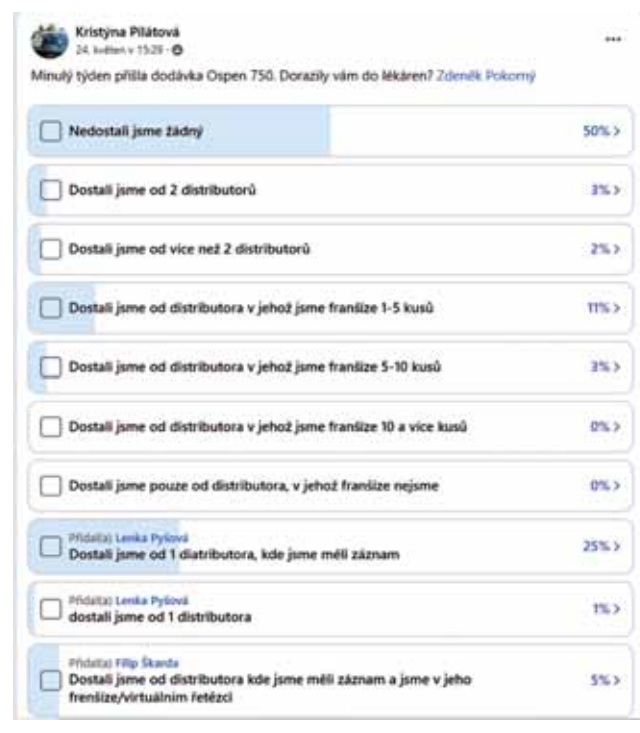 Kristýna Pilátová
24. květen v 15:28 ·
Minulý týden přišla dodávka Ospen 750. Dorazily vám do lékáren? Zdeněk Pokorný
Nedostali jsme žádný
50% >
Dostali jsme od 2 distributorů
3% >
Dostali jsme od více než 2 distributorů
2% >
Dostali jsme od distributora v jehož jsme franšíze 1-5 kusů
11% >
Dostali jsme od distributora v jehož jsme franšíze 5-10 kusů
3% >
Dostali jsme od distributora v jehož jsme franšíze 10 a více kusů
0% >
Dostali jsme pouze od distributora, v jehož franšíze nejsme
0% >
Přidal(a) Lenka Pyšová
Dostali jsme od 1 diatributora, kde jsme měli záznam
25% >
Přidal(a) Lenka Pyšová
dostali jsme od 1 distributora
1% >
Přidal(a) Filip Škarda
Dostali jsme od distributora kde jsme měli záznam a jsme v jeho
frenšíze/virtuálním řetězci
5% >